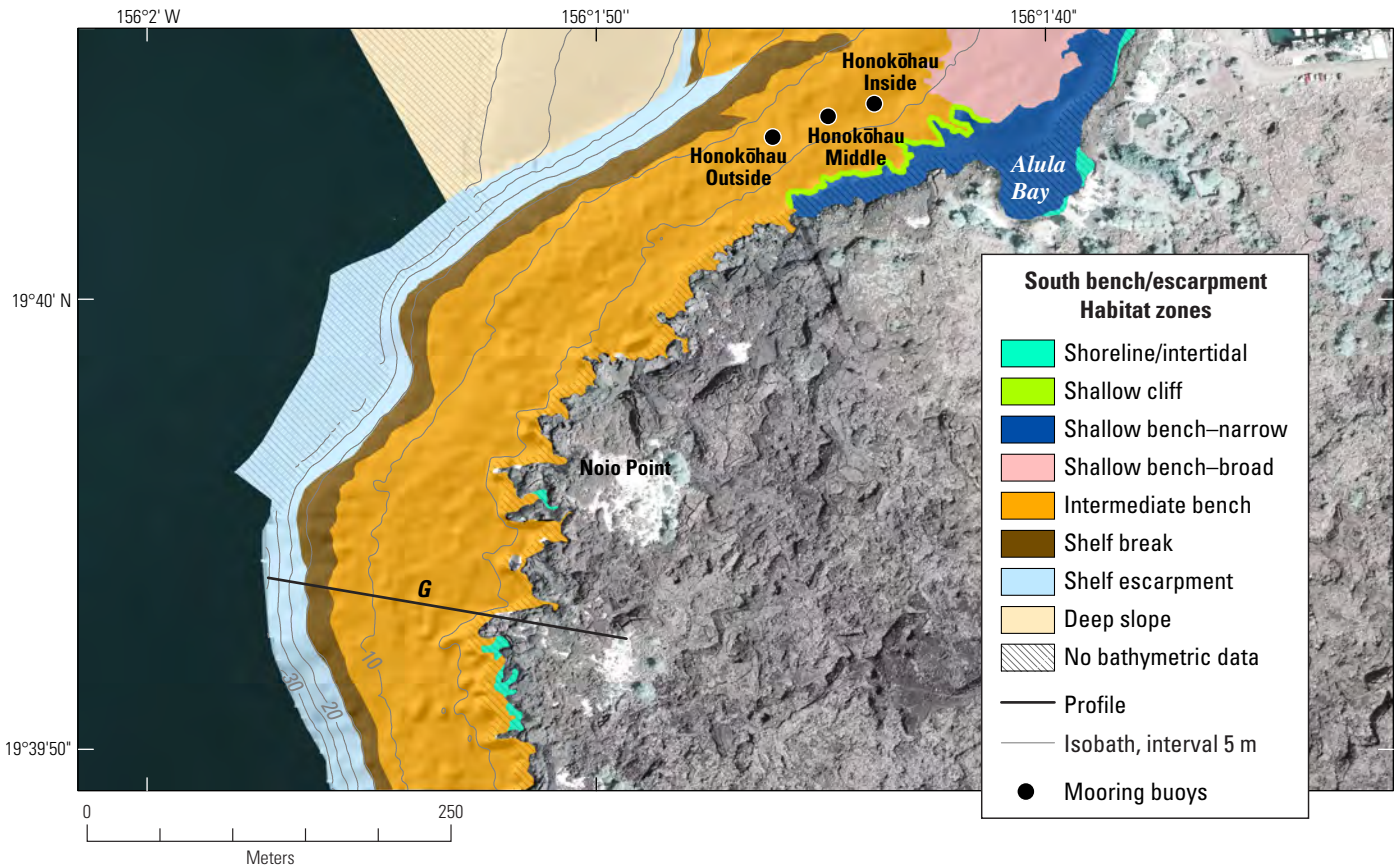 156°2' W
156°1'50"
156°1'40"
Honokōhau
Inside
Honokōhau
Middle
Honokōhau
Outside
Alula
Bay
19°40' N
South bench/escarpment
Habitat zones
Shoreline/intertidal
Shallow cliff
Shallow bench–narrow
Shallow bench–broad
Intermediate bench
Shelf break
Shelf escarpment
Deep slope
No bathymetric data
Profile
Isobath, interval 5 m
Mooring buoys
Noio Point
G
10
30
20
19°39'50"
0
250
Meters